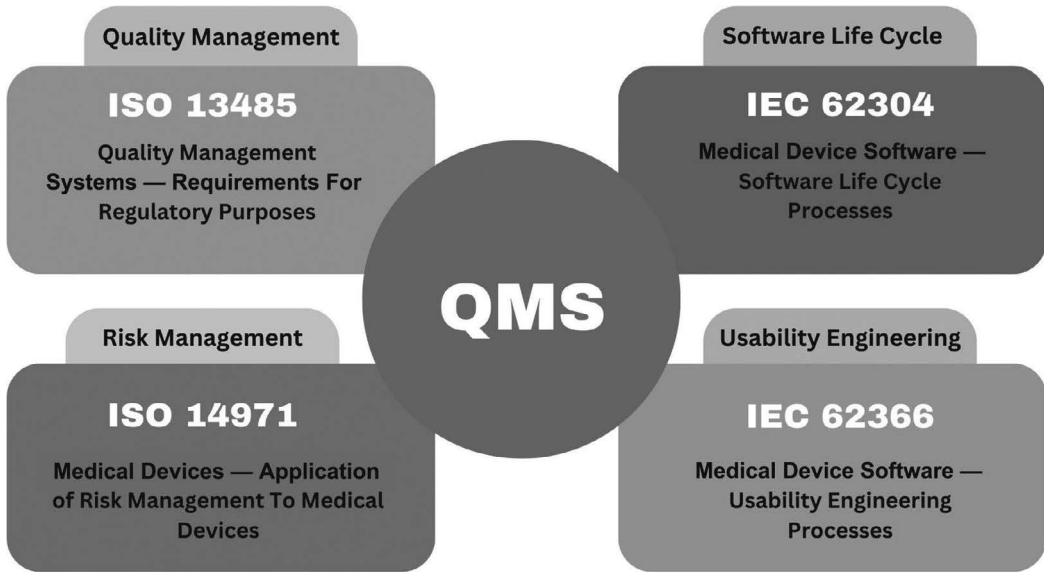 Quality Management
ISO 13485
Quality Management
Systems — Requirements For
Regulatory Purposes
Software Life Cycle
IEC 62304
Medical Device Software —
Software Life Cycle
Processes
QMS
Risk Management
ISO 14971
Medical Devices — Application
of Risk Management To Medical
Devices
Usability Engineering
IEC 62366
Medical Device Software —
Usability Engineering
Processes